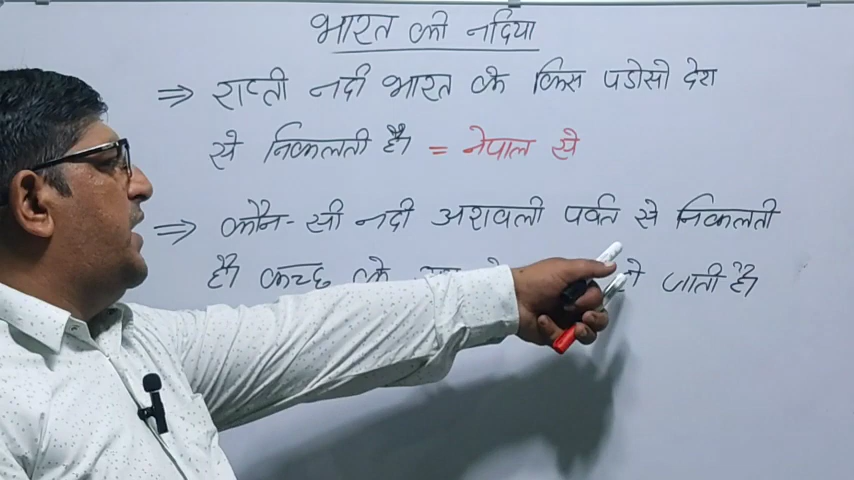 भारत की नदिया
⇒ राप्ती नदी भारत के किस पडोसी देश
से निकलती है। = नेपाल से
⇒ कौन-सी नदी अरावली पर्वत से निकलती
है। कच्छ के जाती है।